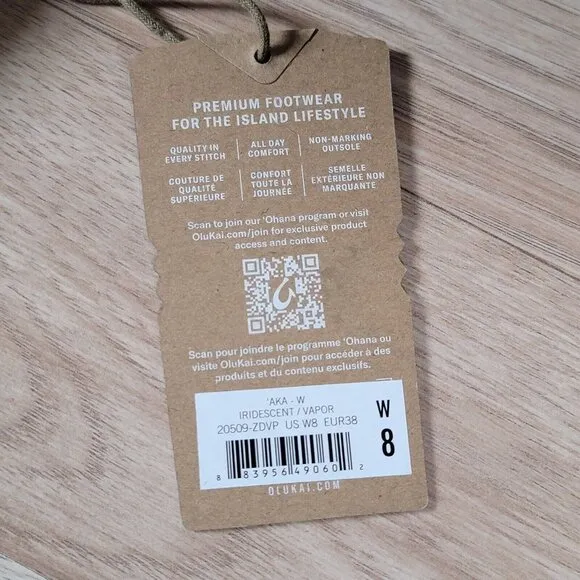 PREMIUM FOOTWEAR
FOR THE ISLAND LIFESTYLE
QUALITY IN
EVERY STITCH
ALL DAY
COMFORT
NON-MARKING
OUTSOLE
COUTURE DE
QUALITÉ
SUPÉRIEURE
CONFORT
TOUTE LA
JOURNÉE
SEMELLE
EXTÉRIEURE NON
MARQUANTE
Scan to join our ‘Ohana program or visit
OluKai.com/join for exclusive product
access and content.
Scan pour joindre le programme ‘Ohana ou
visite OluKai.com/join pour accéder à des
produits et du contenu exclusifs.
'AKA - W
IRIDESCENT / VAPOR
20509-ZDVP US W8 EUR38
W
8
8 83956 49060 2
OLUKAI.COM